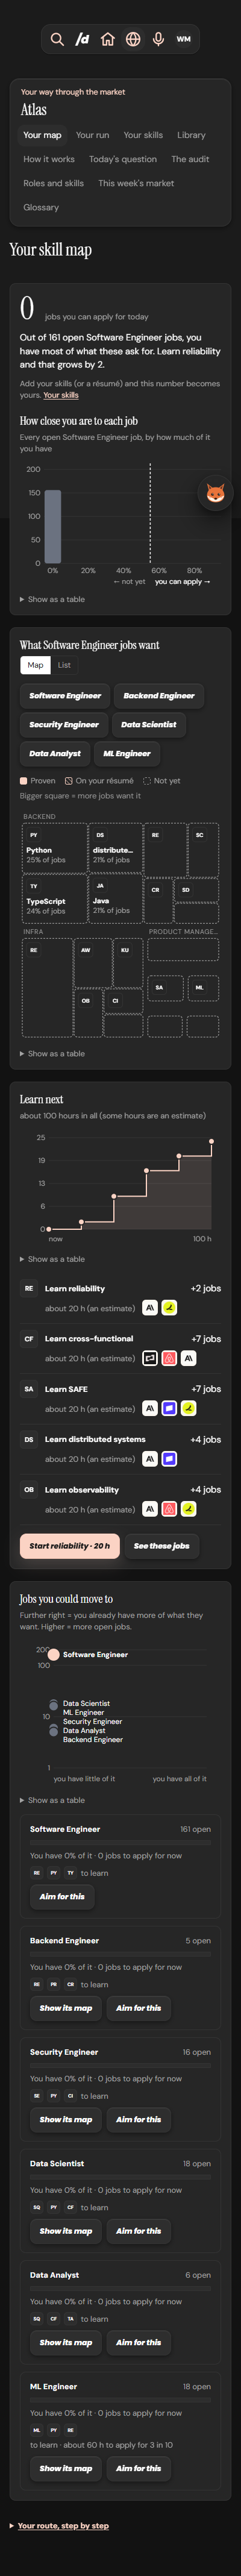 /d
WM
Your way through the market
Atlas
Your map
Your run
Your skills
Library
How it works
Today's question
The audit
Roles and skills
This week's market
Glossary
Your skill map
0 jobs you can apply for today
Out of 161 open Software Engineer jobs, you
have most of what these ask for. Learn reliability
and that grows by 2.
Add your skills (or a résumé) and this number becomes
yours. Your skills
How close you are to each job
Every open Software Engineer job, by how much of it
you have
200
150
100
50
0
0% 20% 40% 60% 80%
← not yet you can apply →
▶ Show as a table
What Software Engineer jobs want
Map List
Software Engineer
Backend Engineer
Security Engineer
Data Scientist
Data Analyst
ML Engineer
Proven On your résumé Not yet
Bigger square = more jobs want it
BACKEND
PY
Python
25% of jobs
DS
distribute...
21% of jobs
RE
SC
TY
TypeScript
24% of jobs
JA
Java
21% of jobs
CR
SD
INFRA
PRODUCT MANAGE...
RE
AW
KU
SA
ML
OB
CI
▶ Show as a table
Learn next
about 100 hours in all (some hours are an estimate)
25
19
13
6
0
now 100 h
▶ Show as a table
RE Learn reliability +2 jobs
about 20 h (an estimate)
CF Learn cross-functional +7 jobs
about 20 h (an estimate)
SA Learn SAFE +7 jobs
about 20 h (an estimate)
DS Learn distributed systems +4 jobs
about 20 h (an estimate)
OB Learn observability +4 jobs
about 20 h (an estimate)
Start reliability · 20 h
See these jobs
Jobs you could move to
Further right = you already have more of what they
want. Higher = more open jobs.
200
100
10
1
Software Engineer
Data Scientist
ML Engineer
Security Engineer
Data Analyst
Backend Engineer
you have little of it you have all of it
▶ Show as a table
Software Engineer 161 open
You have 0% of it · 0 jobs to apply for now
RE PY TY to learn
Aim for this
Backend Engineer 5 open
You have 0% of it · 0 jobs to apply for now
RE PR CR to learn
Show its map Aim for this
Security Engineer 16 open
You have 0% of it · 0 jobs to apply for now
SE PY CI to learn
Show its map Aim for this
Data Scientist 18 open
You have 0% of it · 0 jobs to apply for now
SQ PY CF to learn
Show its map Aim for this
Data Analyst 6 open
You have 0% of it · 0 jobs to apply for now
SQ CF TA to learn
Show its map Aim for this
ML Engineer 18 open
You have 0% of it · 0 jobs to apply for now
ML PY RE
to learn · about 60 h to apply for 3 in 10
Show its map Aim for this
▶ Your route, step by step